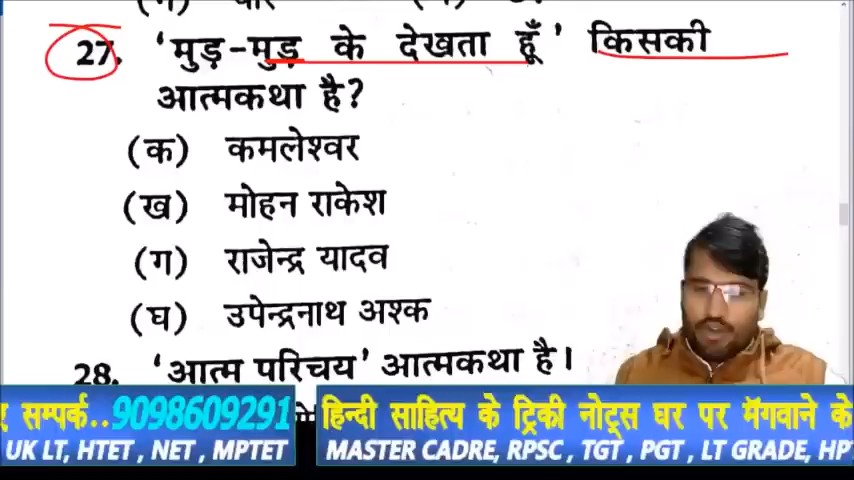 27. 'मुड़-मुड़ के देखता हूँ' किसकी
आत्मकथा है?
(क) कमलेश्वर
(ख) मोहन राकेश
(ग) राजेन्द्र यादव
(घ) उपेन्द्रनाथ अश्क
28. 'आत्म परिचय' आत्मकथा है।
सम्पर्क..9098609291 हिन्दी साहित्य के ट्रिकी नोट्स घर पर मॅगवाने के
UK LT, HTET , NET , MPTET MASTER CADRE, RPSC , TGT , PGT , LT GRADE, HP